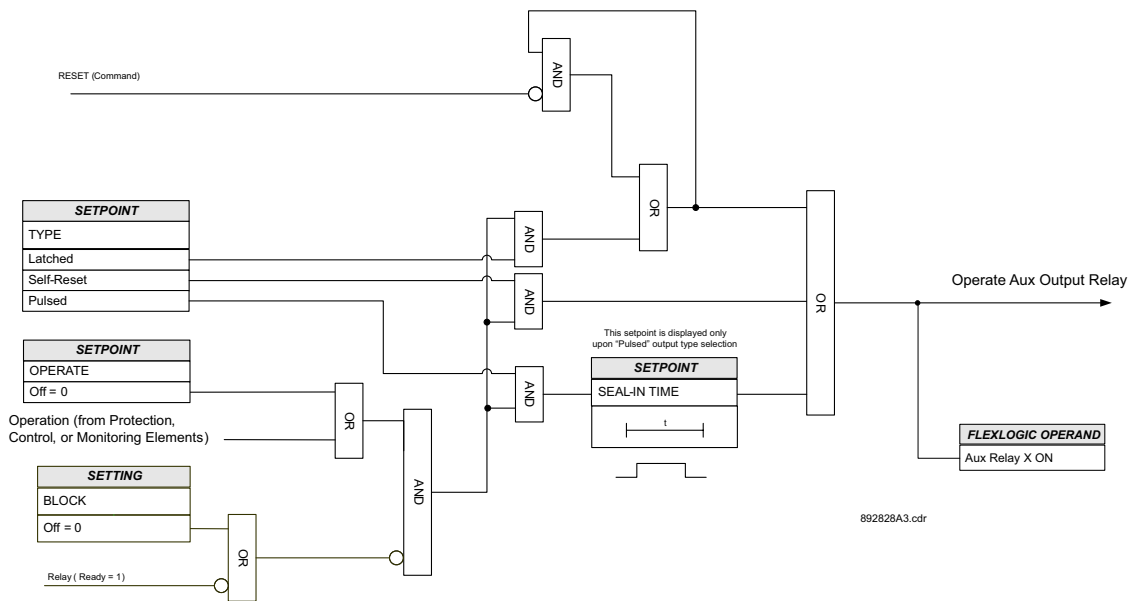 RESET (Command)
AND
OR
SETPOINT
TYPE
Latched
Self-Reset
Pulsed
AND
AND
AND
OR
Operate Aux Output Relay
This setpoint is displayed only
upon "Pulsed" output type selection
SETPOINT
SEAL-IN TIME
t
SETPOINT
OPERATE
Off = 0
Operation (from Protection,
Control, or Monitoring Elements)
OR
AND
SETTING
BLOCK
Off = 0
OR
Relay ( Ready = 1)
FLEXLOGIC OPERAND
Aux Relay X ON
892828A3.cdr